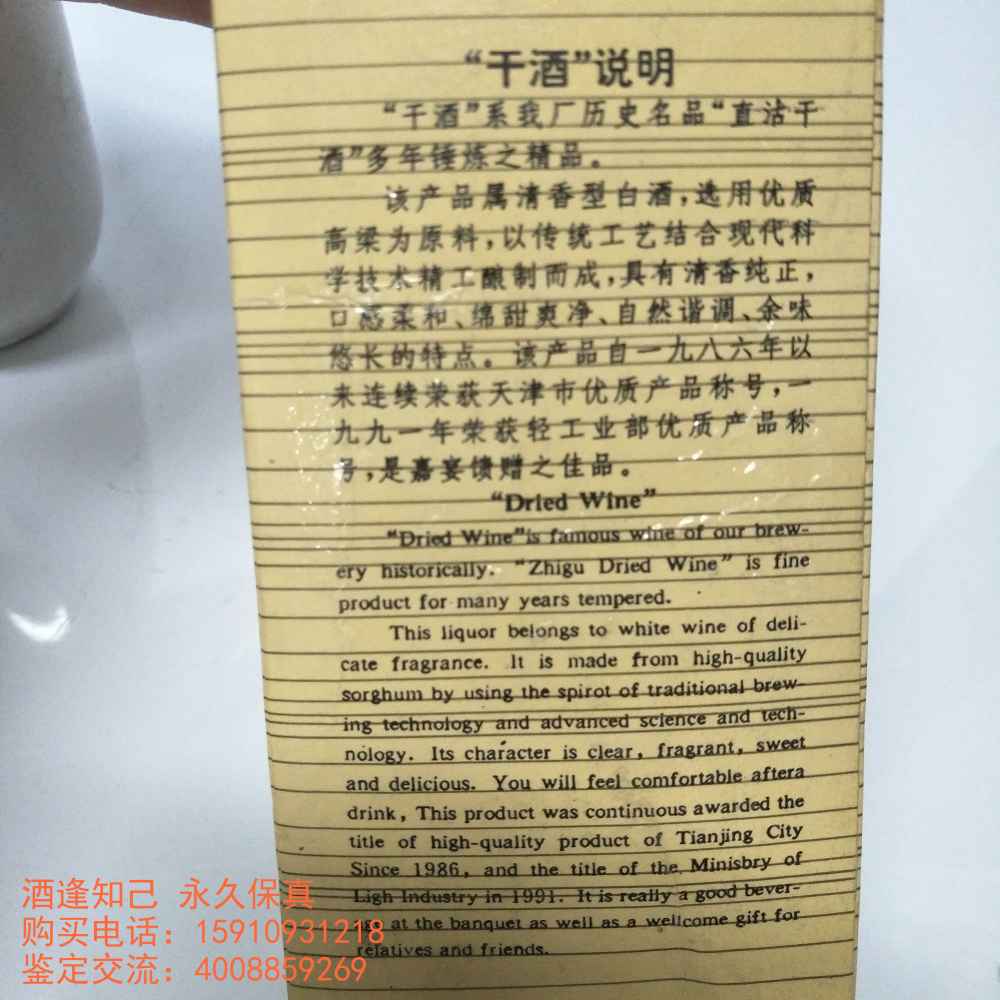 “干酒”说明
“干酒”系我厂历史名品“直沽干
酒”多年锤炼之精品。
该产品属清香型白酒,选用优质
高粱为原料,以传统工艺结合现代科
学技术精工酿制而成,具有清香纯正,
口感柔和、绵甜爽净、自然谐调、余味
悠长的特点。该产品自一九八六年以
来连续荣获天津市优质产品称号,一
九九一年荣获轻工业部优质产品称
号,是嘉宴馈赠之佳品。
“Dried Wine”
“Dried Wine”is famous wine of our brew-
ery historically. “Zhigu Dried Wine” is fine
product for many years tempered.
This liquor belongs to white wine of deli-
cate fragrance. It is made from high-quality
sorghum by using the spirot of traditional brew-
ing technology and advanced science and tech-
nology. Its character is clear, fragrant, sweet
and delicious. You will feel comfortable aftera
drink, This product was continuous awarded the
title of high-quality product of Tianjing City
Since 1986, and the title of the Minisbry of
Ligh Industry in 1991. It is really a good bever-
at the banquet as well as a wellcome gift for
relatives and friends.
酒逢知己 永久保真
购买电话：15910931218
鉴定交流：4008859269